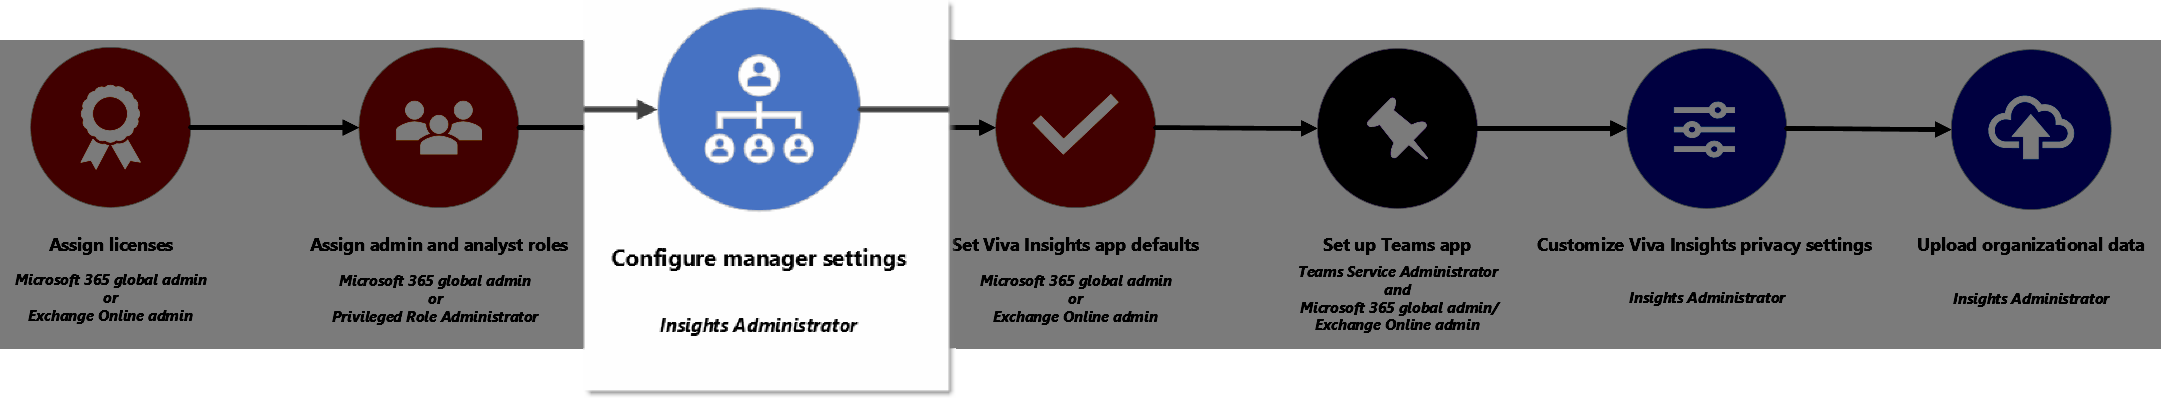 Assign licenses
Microsoft 365 global admin
or
Exchange Online admin
Assign admin and analyst roles
Microsoft 365 global admin
or
Privileged Role Administrator
Configure manager settings
Insights Administrator
Set Viva Insights app defaults
Microsoft 365 global admin
or
Exchange Online admin
Set up Teams app
Teams Service Administrator
and
Microsoft 365 global admin/
Exchange Online admin
Customize Viva Insights privacy settings
Insights Administrator
Upload organizational data
Insights Administrator